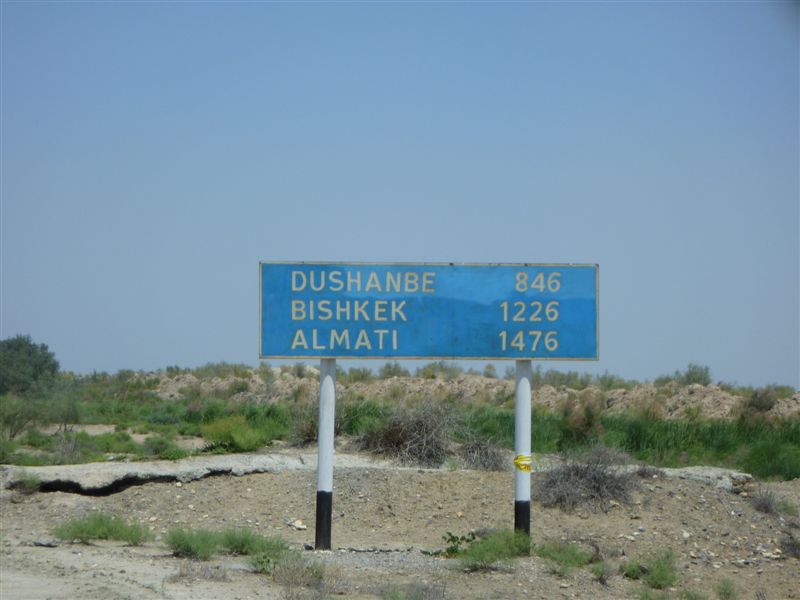 DUSHANBE 846
BISHKEK 1226
ALMATI 1476